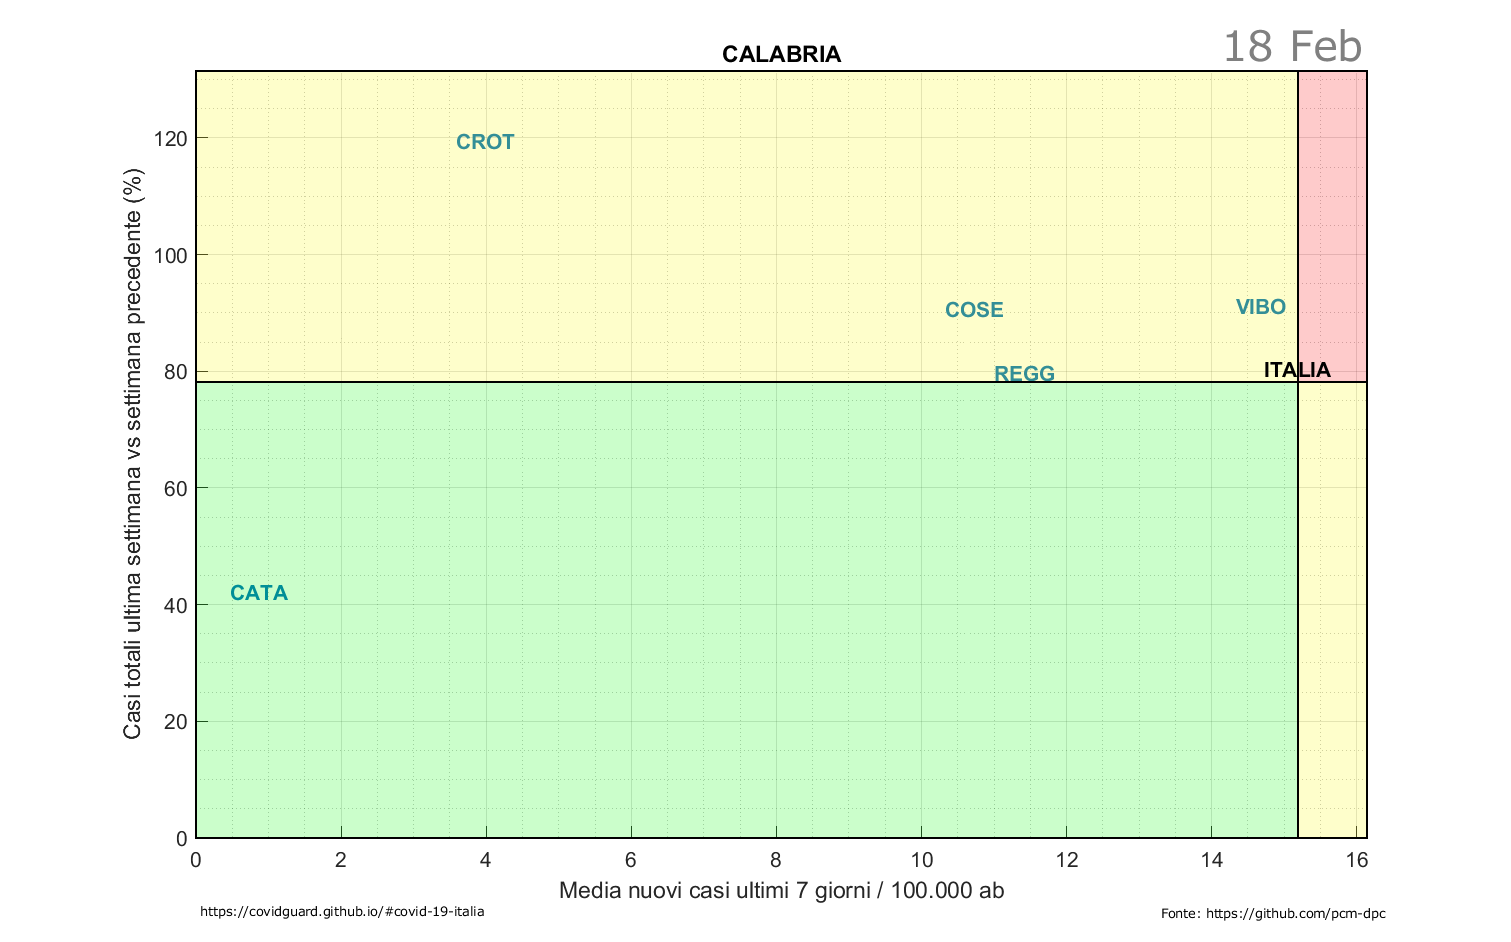 CALABRIA
18 Feb
Casi totali ultima settimana vs settimana precedente (%)
120
100
80
60
40
20
0
CROT
COSE
VIBO
REGG
ITALIA
CATA
0 2 4 6 8 10 12 14 16
Media nuovi casi ultimi 7 giorni / 100.000 ab
https://covidguard.github.io/#covid-19-italia
Fonte: https://github.com/pcm-dpc